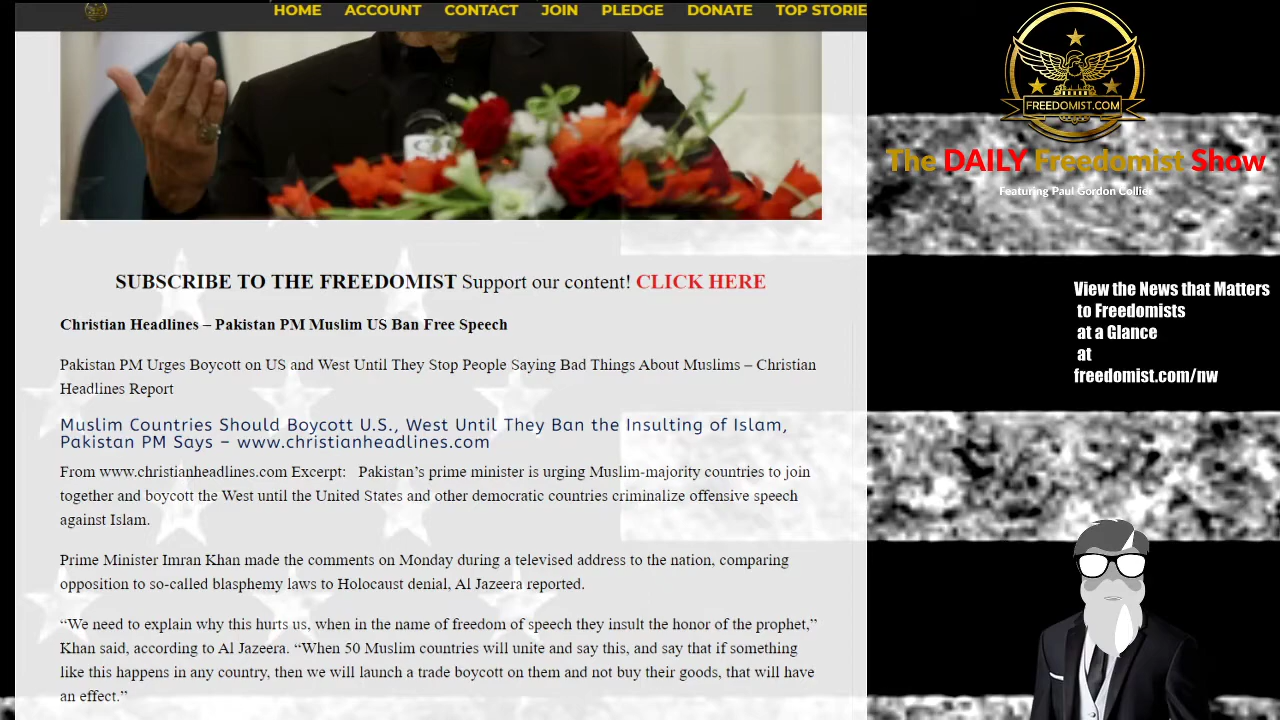 HOME ACCOUNT CONTACT JOIN PLEDGE DONATE TOP STORIE
FREEDOMIST.COM
The DAILY Freedomist Show
Featuring Paul Gordon Collier
SUBSCRIBE TO THE FREEDOMIST Support our content! CLICK HERE
Christian Headlines – Pakistan PM Muslim US Ban Free Speech
Pakistan PM Urges Boycott on US and West Until They Stop People Saying Bad Things About Muslims – Christian
Headlines Report
Muslim Countries Should Boycott U.S., West Until They Ban the Insulting of Islam,
Pakistan PM Says – www.christianheadlines.com
From www.christianheadlines.com Excerpt: Pakistan’s prime minister is urging Muslim-majority countries to join
together and boycott the West until the United States and other democratic countries criminalize offensive speech
against Islam.
Prime Minister Imran Khan made the comments on Monday during a televised address to the nation, comparing
opposition to so-called blasphemy laws to Holocaust denial, Al Jazeera reported.
“We need to explain why this hurts us, when in the name of freedom of speech they insult the honor of the prophet,”
Khan said, according to Al Jazeera. “When 50 Muslim countries will unite and say this, and say that if something
like this happens in any country, then we will launch a trade boycott on them and not buy their goods, that will have
an effect.”
View the News that Matters
to Freedomists
at a Glance
at
freedomist.com/nw